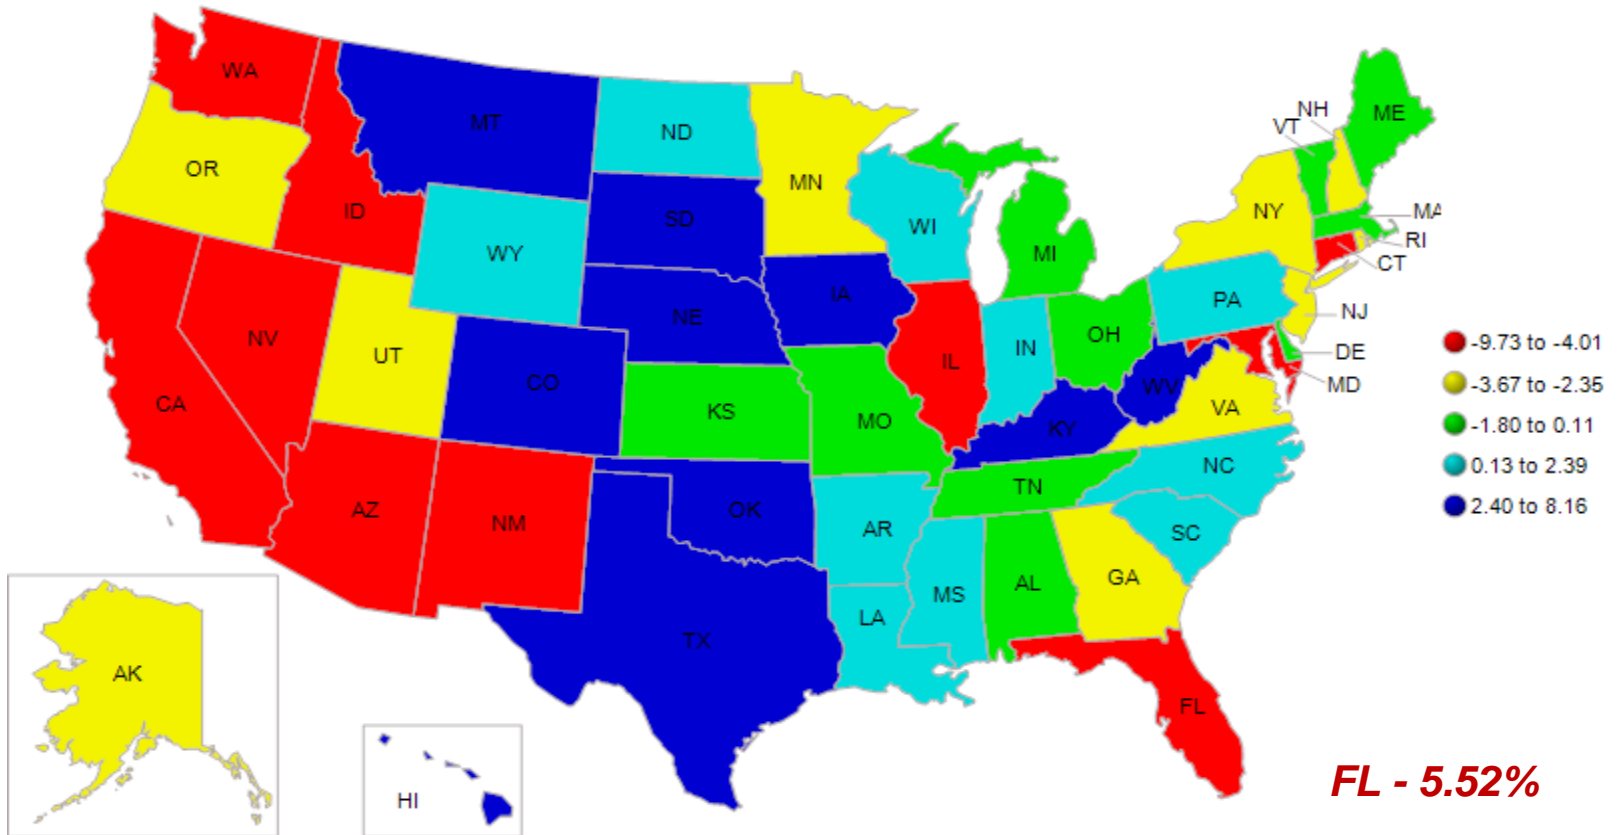 WA
MT
ND
MN
ME
NH
VT
OR
ID
SD
WI
NY
MA
RI
CT
WY
MI
IA
PA
NJ
NE
NV
UT
OH
IN
IL
DE
MD
CO
CA
KS
MO
WV
VA
KY
NC
TN
AZ
NM
OK
AR
SC
AL
GA
MS
LA
TX
AK
FL
HI
-9.73 to -4.01
-3.67 to -2.35
-1.80 to 0.11
0.13 to 2.39
2.40 to 8.16
FL - 5.52%